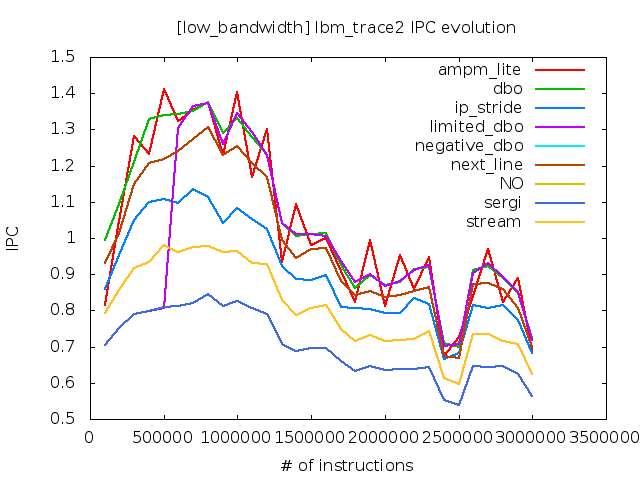 [low_bandwidth] lbm_trace2 IPC evolution
1.5
1.4
1.3
1.2
1.1
1
0.9
0.8
0.7
0.6
0.5
IPC
ampm_lite
dbo
ip_stride
limited_dbo
negative_dbo
next_line
NO
sergi
stream
0 500000 1000000 1500000 2000000 2500000 3000000 3500000
# of instructions